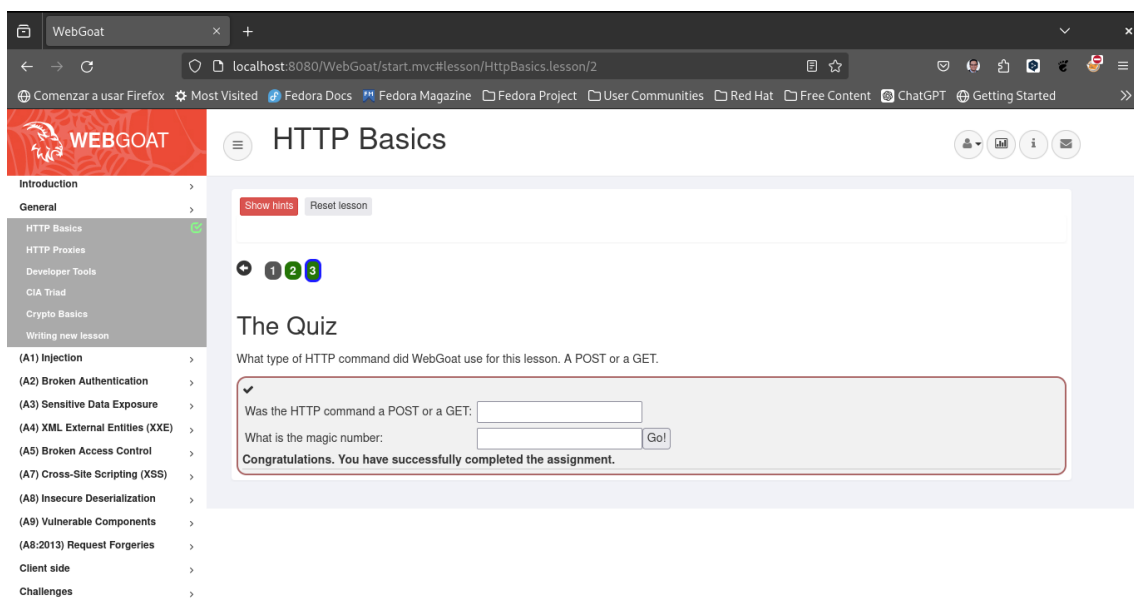 WebGoat
localhost:8080/WebGoat/start.mvc#lesson/HttpBasics.lesson/2
Comenzar a usar Firefox Most Visited Fedora Docs Fedora Magazine Fedora Project User Communities Red Hat Free Content ChatGPT Getting Started
WEBGOAT
HTTP Basics
Introduction
General
HTTP Basics
HTTP Proxies
Developer Tools
CIA Triad
Crypto Basics
Writing new lesson
(A1) Injection
(A2) Broken Authentication
(A3) Sensitive Data Exposure
(A4) XML External Entities (XXE)
(A5) Broken Access Control
(A7) Cross-Site Scripting (XSS)
(A8) Insecure Deserialization
(A9) Vulnerable Components
(A8:2013) Request Forgeries
Client side
Challenges
Show hints Reset lesson
1 2 3
The Quiz
What type of HTTP command did WebGoat use for this lesson. A POST or a GET.
Was the HTTP command a POST or a GET:
What is the magic number: Go!
Congratulations. You have successfully completed the assignment.